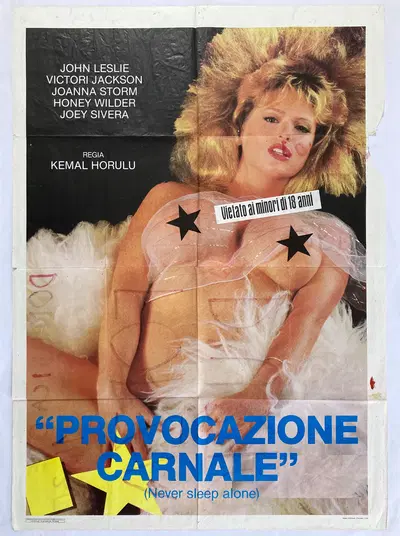 JOHN LESLIE
VICTORI JACKSON
JOANNA STORM
HONEY WILDER
JOEY SIVERA
REGIA
KEMAL HORULU
Vietato ai minori di 18 anni
"PROVOCAZIONE
CARNALE"
(Never sleep alone)